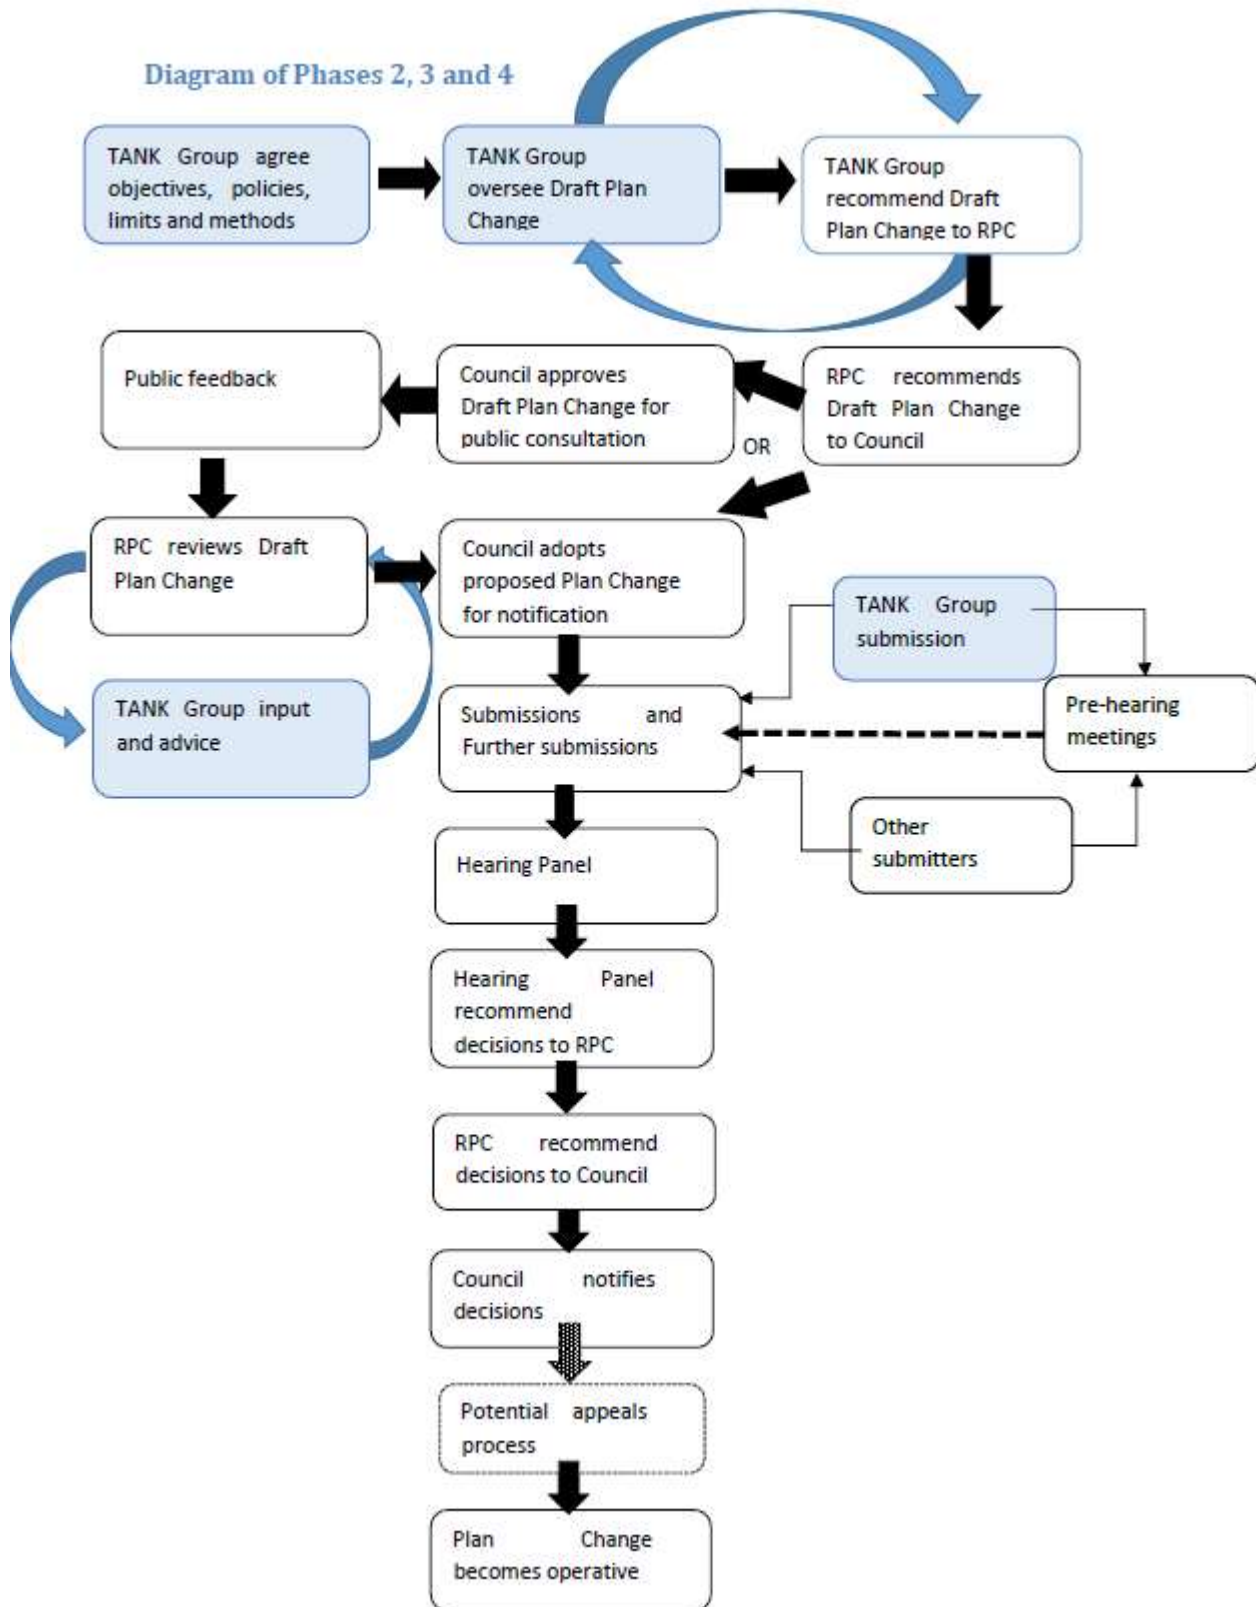 Diagram of Phases 2, 3 and 4
TANK Group agree
objectives, policies,
limits and methods
TANK Group
oversee Draft Plan
Change
TANK Group
recommend Draft
Plan Change to RPC
Public feedback
Council approves
Draft Plan Change for
public consultation
OR
RPC recommends
Draft Plan Change
to Council
RPC reviews Draft
Plan Change
Council adopts
proposed Plan Change
for notification
TANK Group
submission
TANK Group input
and advice
Submissions and
Further submissions
Pre-hearing
meetings
Other
submitters
Hearing Panel
Hearing Panel
recommend
decisions to RPC
RPC recommend
decisions to Council
Council notifies
decisions
Potential appeals
process
Plan Change
becomes operative